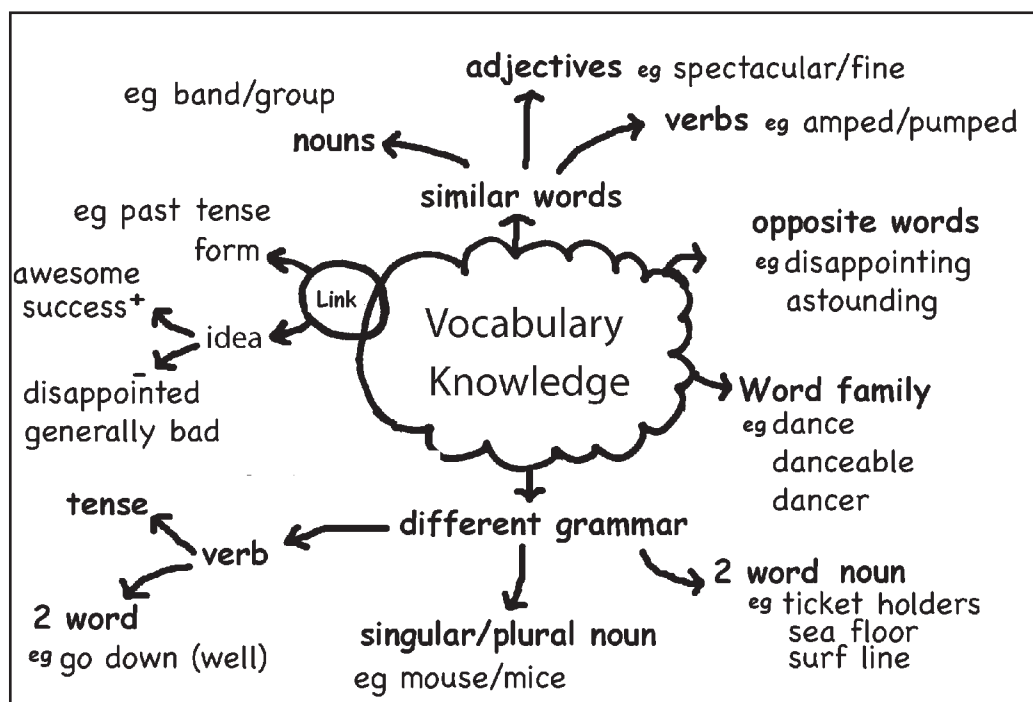 adjectives eg spectacular/fine
eg band/group
nouns
verbs eg amped/pumped
similar words
eg past tense
form
awesome
success+
idea
-
disappointed
generally bad
Link
Vocabulary
Knowledge
opposite words
eg disappointing
astounding
Word family
eg dance
danceable
dancer
different grammar
tense
verb
2 word
eg go down (well)
singular/plural noun
eg mouse/mice
2 word noun
eg ticket holders
sea floor
surf line